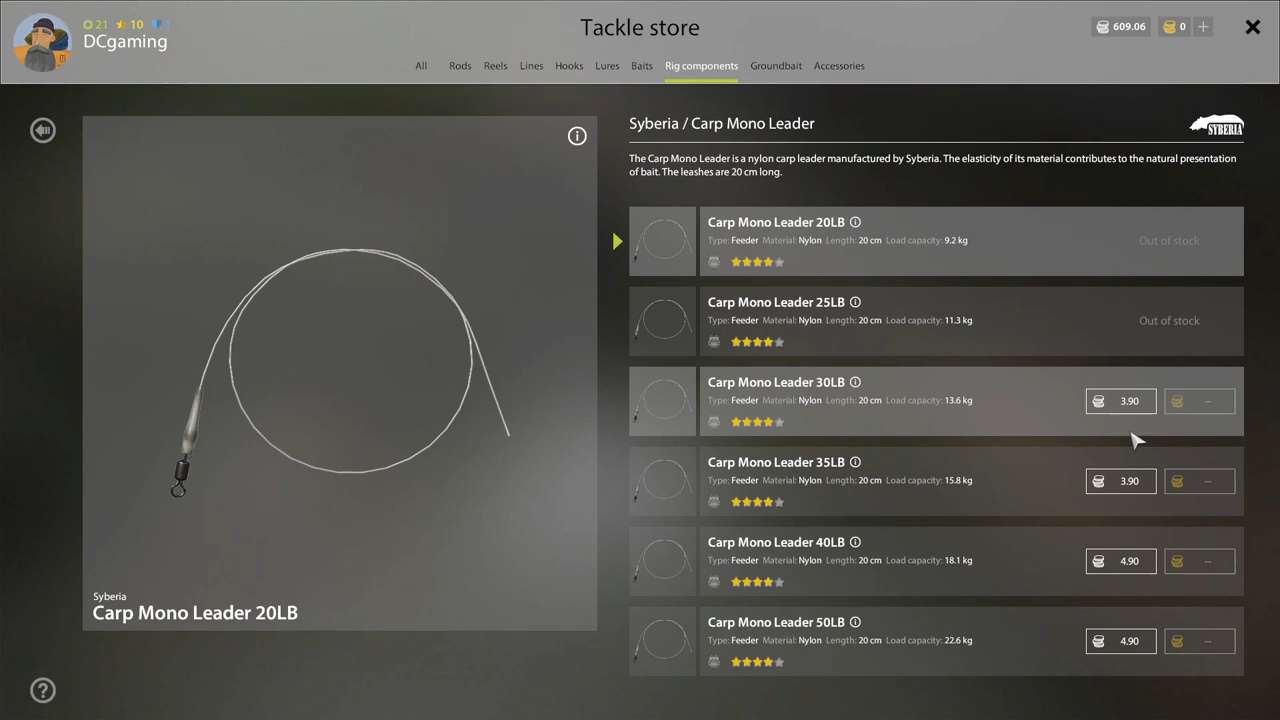 21 10
DCgaming
Tackle store
609.06 0 +
All Rods Reels Lines Hooks Lures Baits Rig components Groundbait Accessories
Syberia / Carp Mono Leader
SYBERIA
The Carp Mono Leader is a nylon carp leader manufactured by Syberia. The elasticity of its material contributes to the natural presentation
of bait. The leashes are 20 cm long.
Carp Mono Leader 20LB
Type: Feeder Material: Nylon Length: 20 cm Load capacity: 9.2 kg
Out of stock
Carp Mono Leader 25LB
Type: Feeder Material: Nylon Length: 20 cm Load capacity: 11.3 kg
Out of stock
Carp Mono Leader 30LB
Type: Feeder Material: Nylon Length: 20 cm Load capacity: 13.6 kg
3.90 --
Carp Mono Leader 35LB
Type: Feeder Material: Nylon Length: 20 cm Load capacity: 15.8 kg
3.90 --
Carp Mono Leader 40LB
Type: Feeder Material: Nylon Length: 20 cm Load capacity: 18.1 kg
4.90 --
Carp Mono Leader 50LB
Type: Feeder Material: Nylon Length: 20 cm Load capacity: 22.6 kg
4.90 --
Syberia
Carp Mono Leader 20LB
?